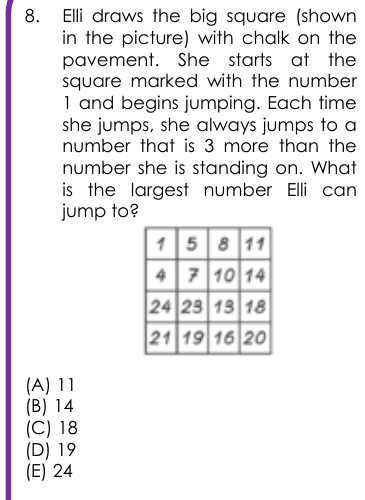 8. Elli draws the big square (shown
in the picture) with chalk on the
pavement. She starts at the
square marked with the number
1 and begins jumping. Each time
she jumps, she always jumps to a
number that is 3 more than the
number she is standing on. What
is the largest number Elli can
jump to?
1 5 8 11
4 7 10 14
24 23 13 18
21 19 16 20
(A) 11
(B) 14
(C) 18
(D) 19
(E) 24